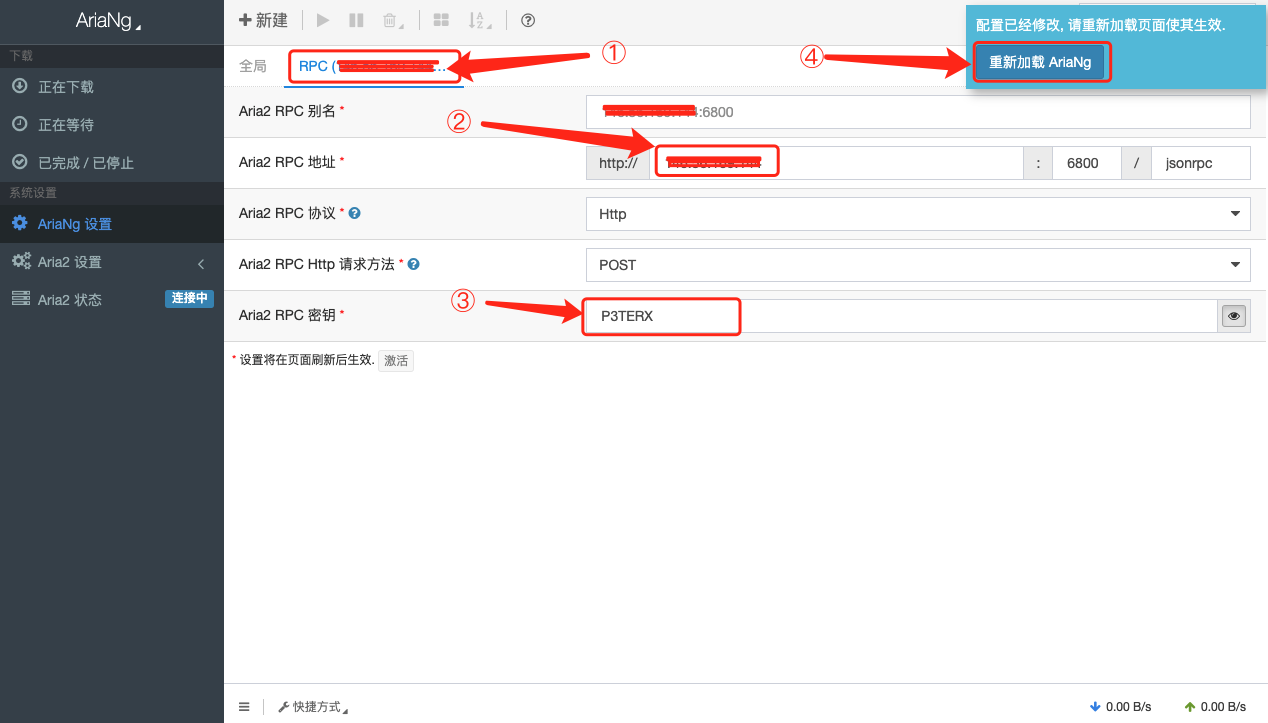 AriaNg
新建
配置已经修改, 请重新加载页面使其生效.
④
重新加载 AriaNg
下载
正在下载
正在等待
已完成 / 已停止
系统设置
AriaNg 设置
Aria2 设置
Aria2 状态 连接中
全局
RPC ( ...
①
Aria2 RPC 别名 *
:6800
②
Aria2 RPC 地址 *
http://
: 6800 / jsonrpc
Aria2 RPC 协议 *
Http
Aria2 RPC Http 请求方法 *
POST
③
Aria2 RPC 密钥 *
P3TERX
* 设置将在页面刷新后生效. 激活
快捷方式
0.00 B/s
0.00 B/s